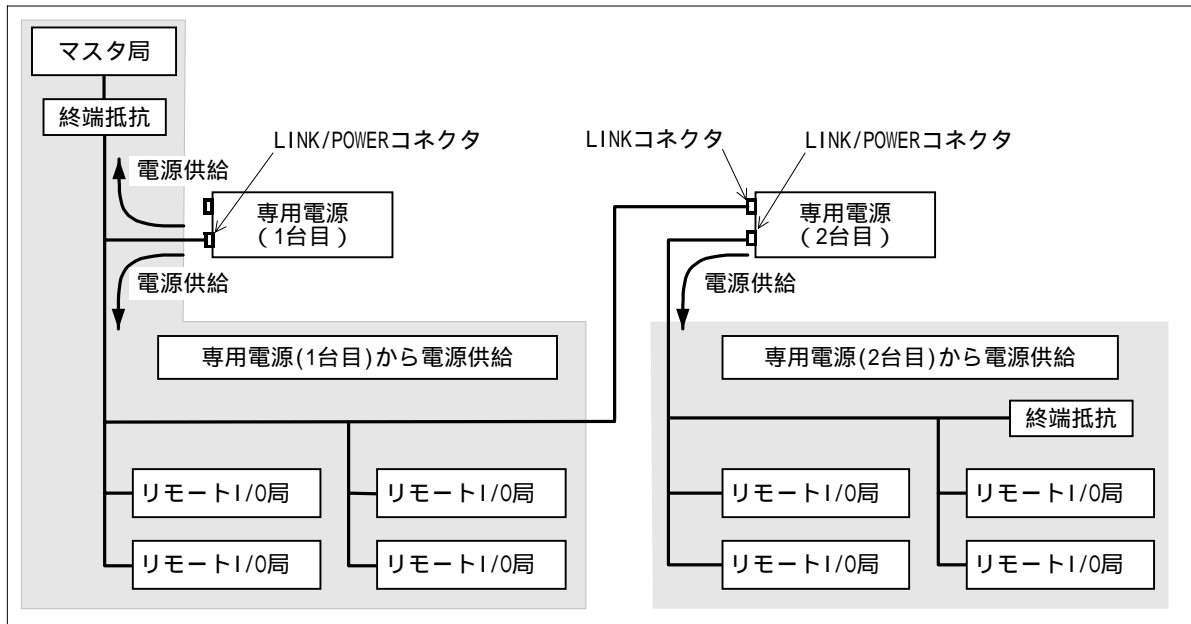 マスタ局
終端抵抗
LINK/POWERコネクタ
LINKコネクタ
LINK/POWERコネクタ
電源供給
専用電源
(1台目)
専用電源
(2台目)
電源供給
電源供給
専用電源(1台目)から電源供給
専用電源(2台目)から電源供給
終端抵抗
リモートI/O局
リモートI/O局
リモートI/O局
リモートI/O局
リモートI/O局
リモートI/O局
リモートI/O局
リモートI/O局